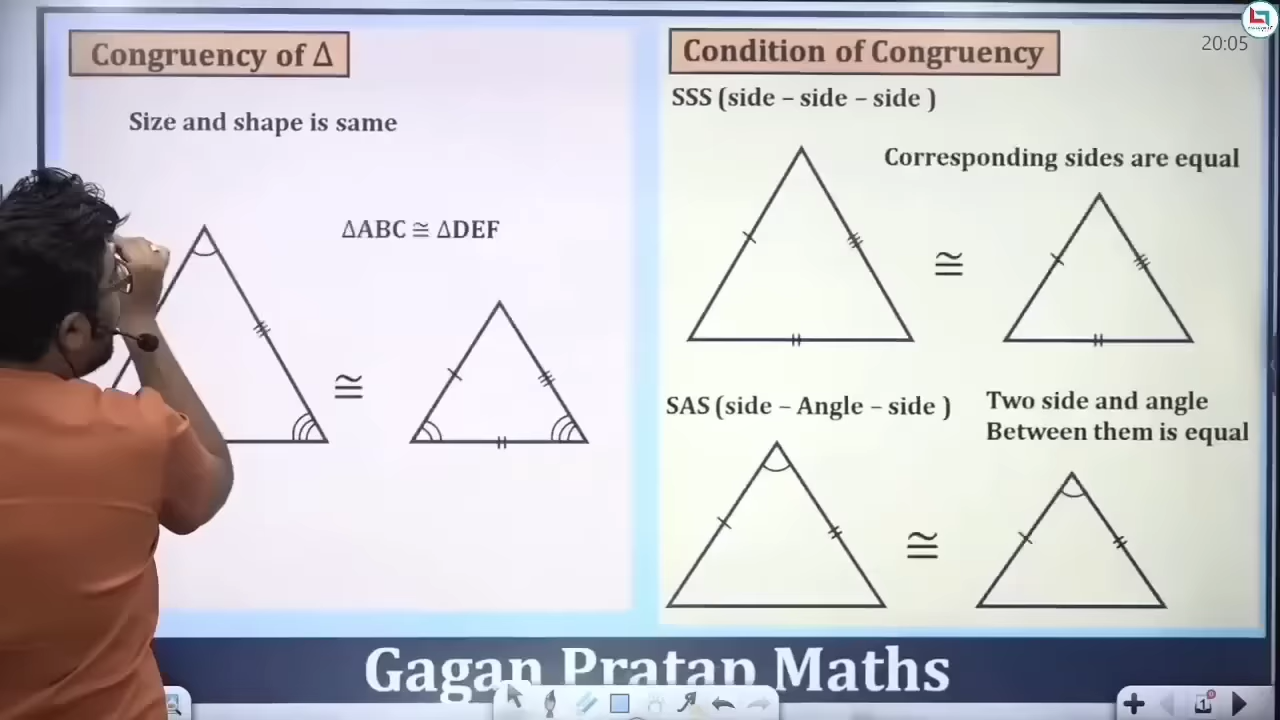 Congruency of Δ
Size and shape is same
ΔABC ≅ ΔDEF
≅
Condition of Congruency
20:05
SSS (side – side – side )
Corresponding sides are equal
≅
SAS (side – Angle – side )
Two side and angle
Between them is equal
≅
Gagan Pratap Maths
1